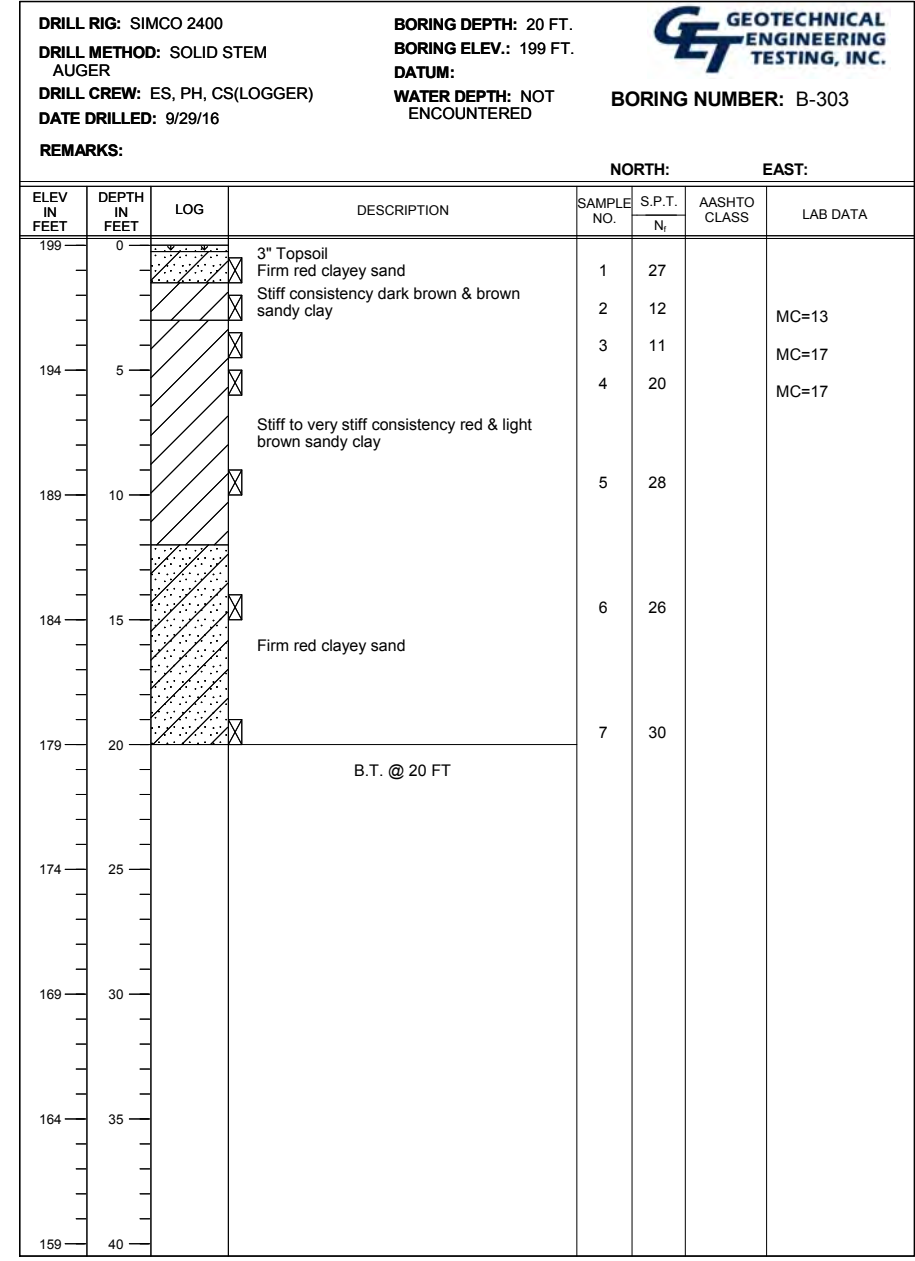 DRILL RIG: SIMCO 2400
DRILL METHOD: SOLID STEM
AUGER
DRILL CREW: ES, PH, CS(LOGGER)
DATE DRILLED: 9/29/16
REMARKS:
BORING DEPTH: 20 FT.
BORING ELEV.: 199 FT.
DATUM:
WATER DEPTH: NOT
ENCOUNTERED
GET
GEOTECHNICAL
ENGINEERING
TESTING, INC.
BORING NUMBER: B-303
NORTH: EAST:
ELEV IN FEET
DEPTH IN FEET
LOG
DESCRIPTION
SAMPLE NO.
S.P.T.
Nf
AASHTO CLASS
LAB DATA
199 0
3" Topsoil
Firm red clayey sand 1 27
Stiff consistency dark brown & brown
sandy clay 2 12 MC=13
3 11 MC=17
194 5
4 20 MC=17
Stiff to very stiff consistency red & light
brown sandy clay
5 28
189 10
6 26
184 15
Firm red clayey sand
7 30
179 20
B.T. @ 20 FT
174 25
169 30
164 35
159 40